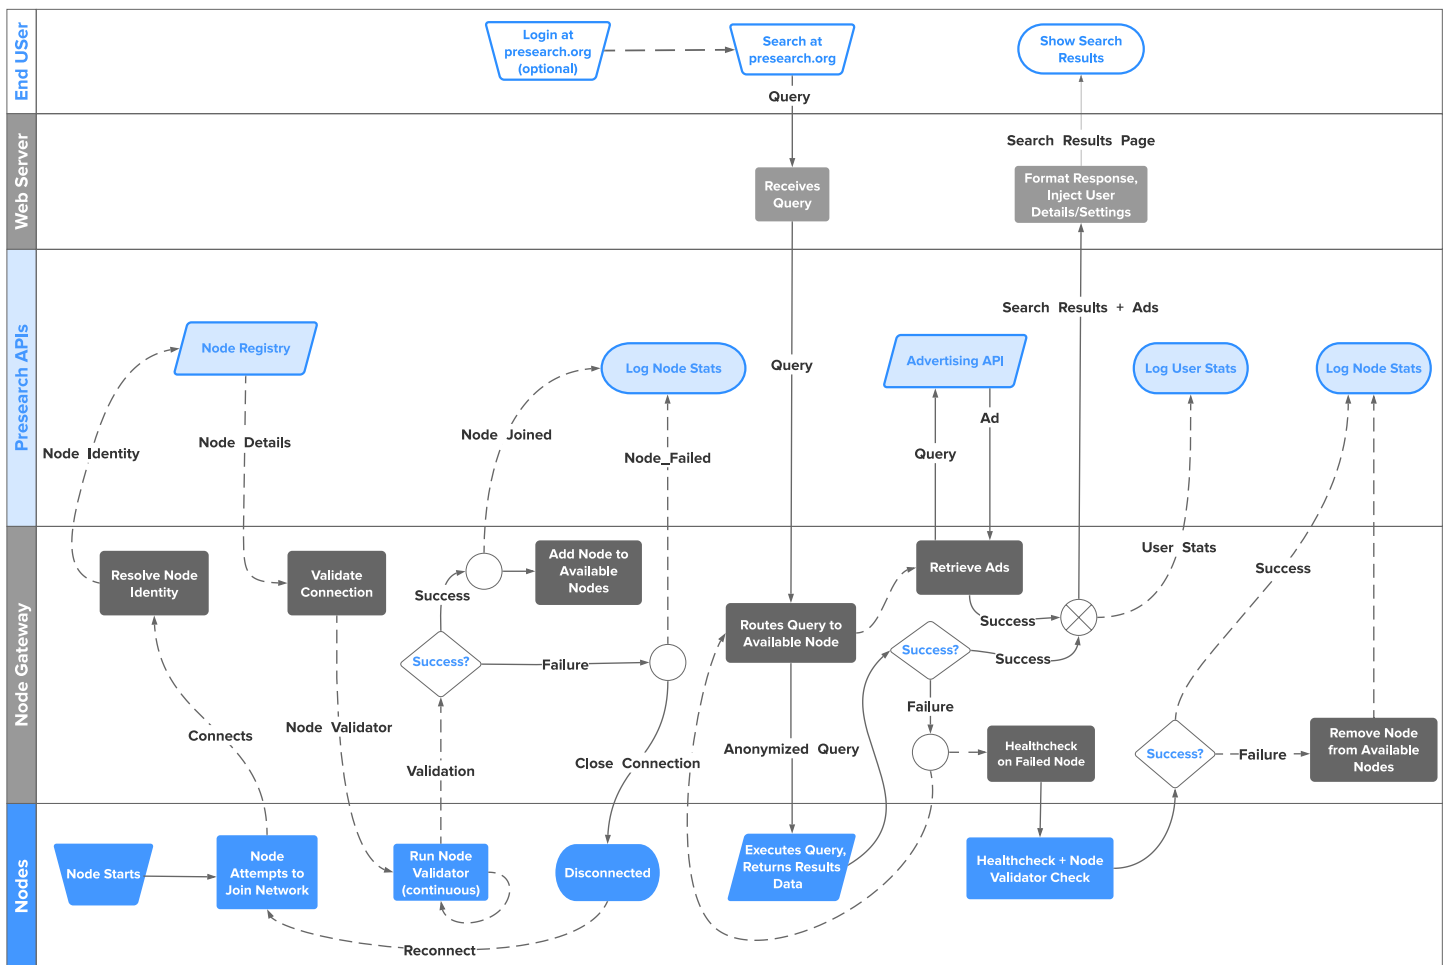 End USer
Login at
presearch.org
(optional)
Search at
presearch.org
Show Search
Results
Query
Web Server
Search Results Page
Receives
Query
Format Response,
Inject User
Details/Settings
Presearch APIs
Search Results + Ads
Node Registry
Log Node Stats
Query
Advertising API
Log User Stats
Log Node Stats
Node Identity
Node Details
Node Joined
Node_Failed
Ad
Query
Node Gateway
Resolve Node
Identity
Validate
Connection
Add Node to
Available
Nodes
Retrieve Ads
User Stats
Success
Success
Success
Routes Query to
Available Node
Success?
Failure
Success?
Success
Failure
Node Validator
Connects
Validation
Close Connection
Anonymized Query
Healthcheck
on Failed Node
Success?
Failure
Remove Node
from Available
Nodes
Nodes
Node Starts
Node
Attempts to
Join Network
Run Node
Validator
(continuous)
Disconnected
Executes Query,
Returns Results
Data
Healthcheck + Node
Validator Check
Reconnect